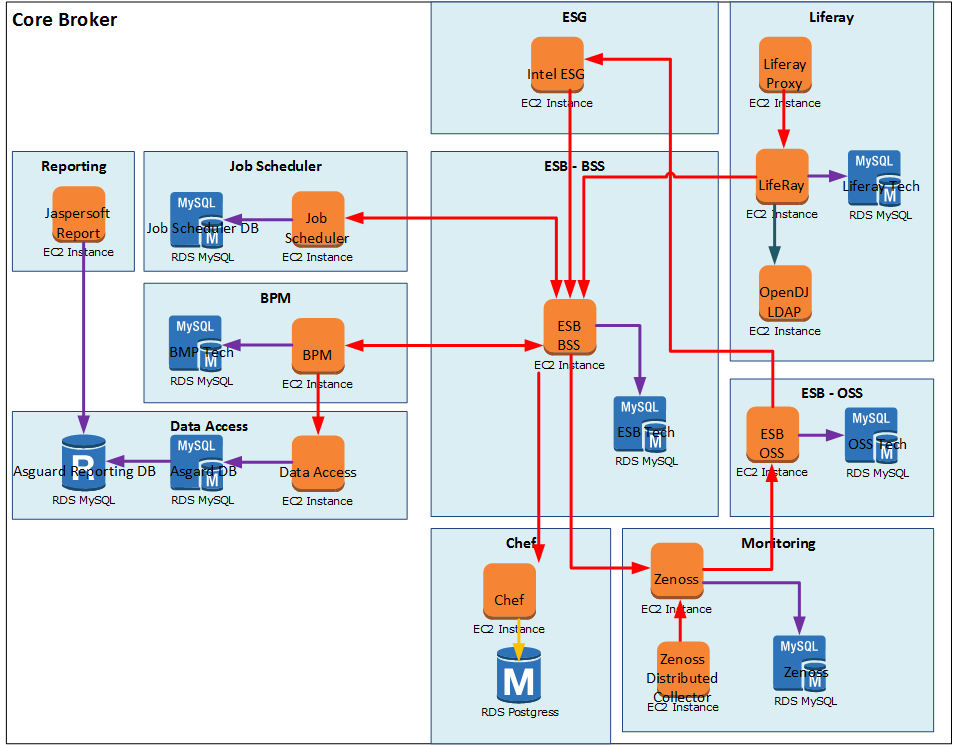 Core Broker
ESG
Intel ESG
EC2 Instance
Liferay
Liferay
Proxy
EC2 Instance
LifeRay
EC2 Instance
MySQL
M
Liferay Tech
RDS MySQL
OpenDJ
LDAP
EC2 Instance
Reporting
Jaspersoft
Report
EC2 Instance
Job Scheduler
MySQL
M
Job Scheduler DB
RDS MySQL
Job
Scheduler
EC2 Instance
ESB - BSS
ESB
BSS
EC2 Instance
MySQL
M
ESB Tech
RDS MySQL
BPM
MySQL
M
BMP Tech
RDS MySQL
BPM
EC2 Instance
Data Access
R
Asguard Reporting DB
RDS MySQL
MySQL
M
Asgard DB
RDS MySQL
Data Access
EC2 Instance
ESB - OSS
ESB
OSS
EC2 Instance
MySQL
M
OSS Tech
RDS MySQL
Chef
Chef
EC2 Instance
M
RDS Postgress
Monitoring
Zenoss
EC2 Instance
Zenoss
Distributed
Collector
EC2 Instance
MySQL
M
Zenoss
RDS MySQL